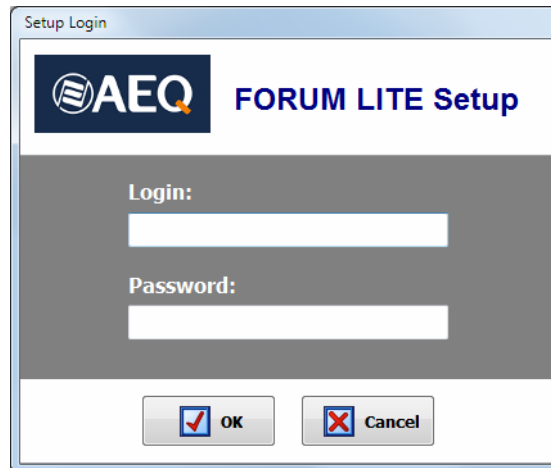 Setup Login
AEQ
FORUM LITE Setup
Login:
Password:
OK
Cancel